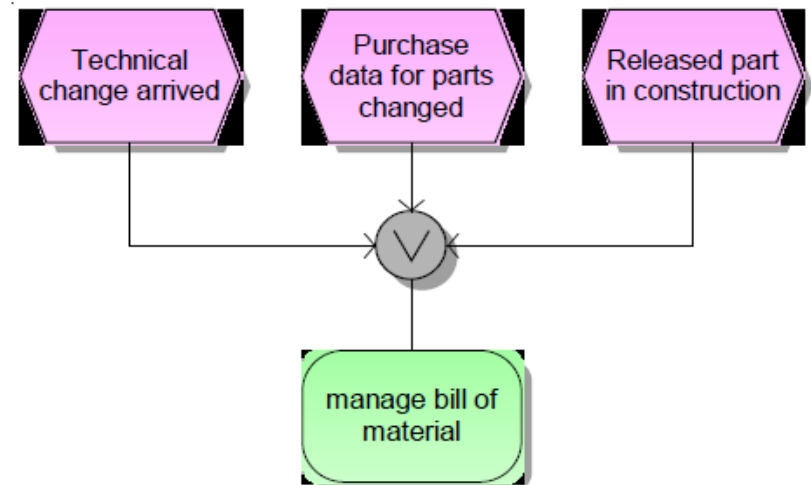 Technical
change arrived
Purchase
data for parts
changed
Released part
in construction
manage bill of
material